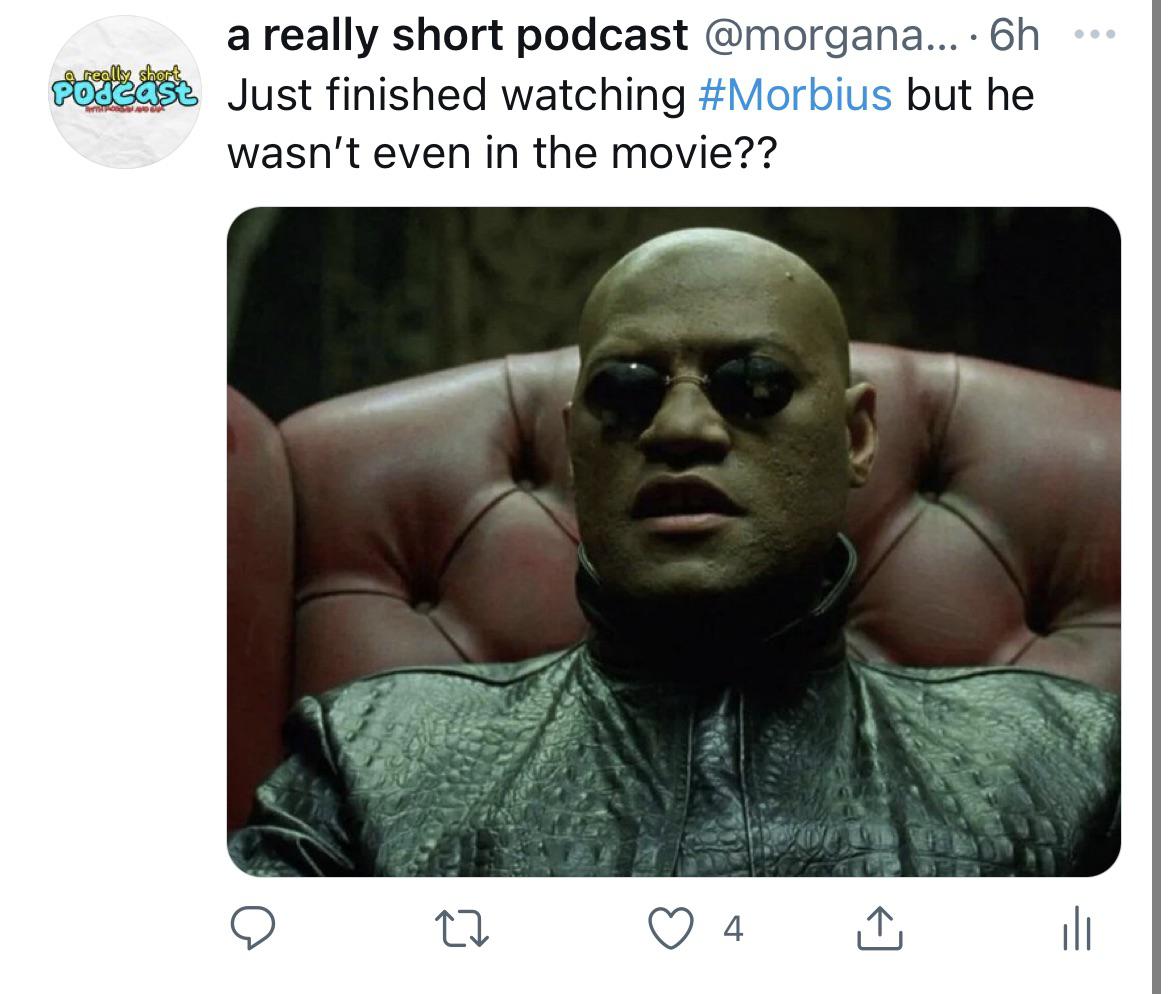 a really short podcast @morgana... · 6h
a really short
PODCAST
Just finished watching #Morbius but he
wasn’t even in the movie??
4